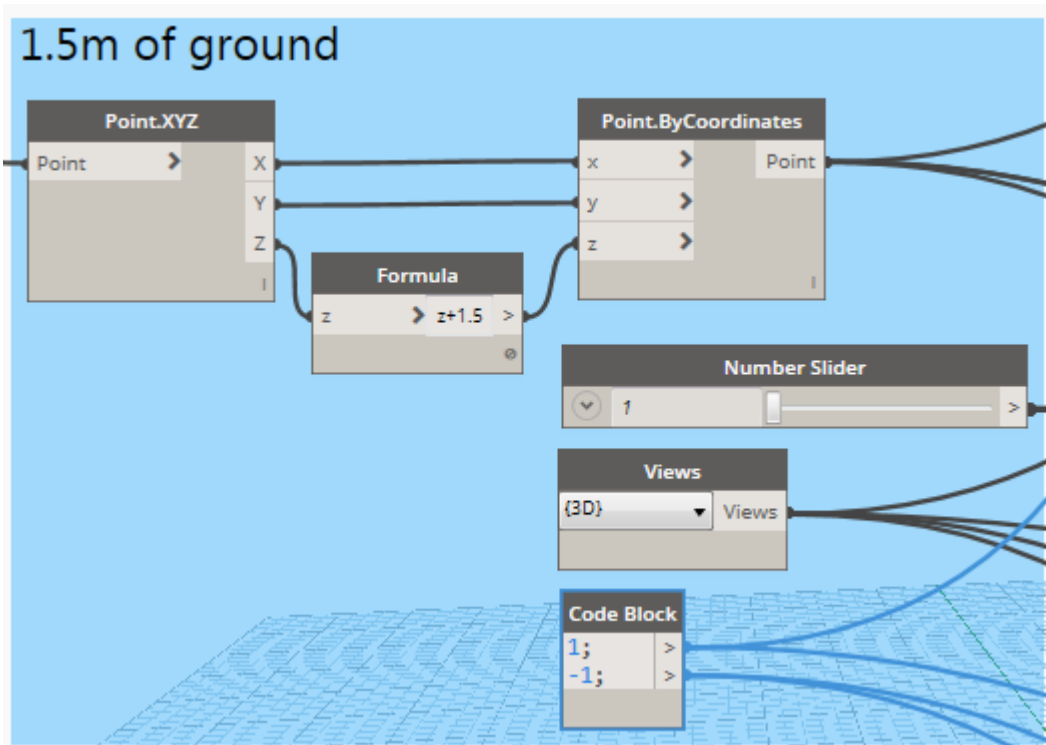 1.5m of ground
Point.XYZ
Point >
X
Y
Z
l
Formula
z > z+1.5 >
Point.ByCoordinates
x > Point
y >
z >
l
Number Slider
1 >
Views
{3D} Views
Code Block
1; >
-1; >